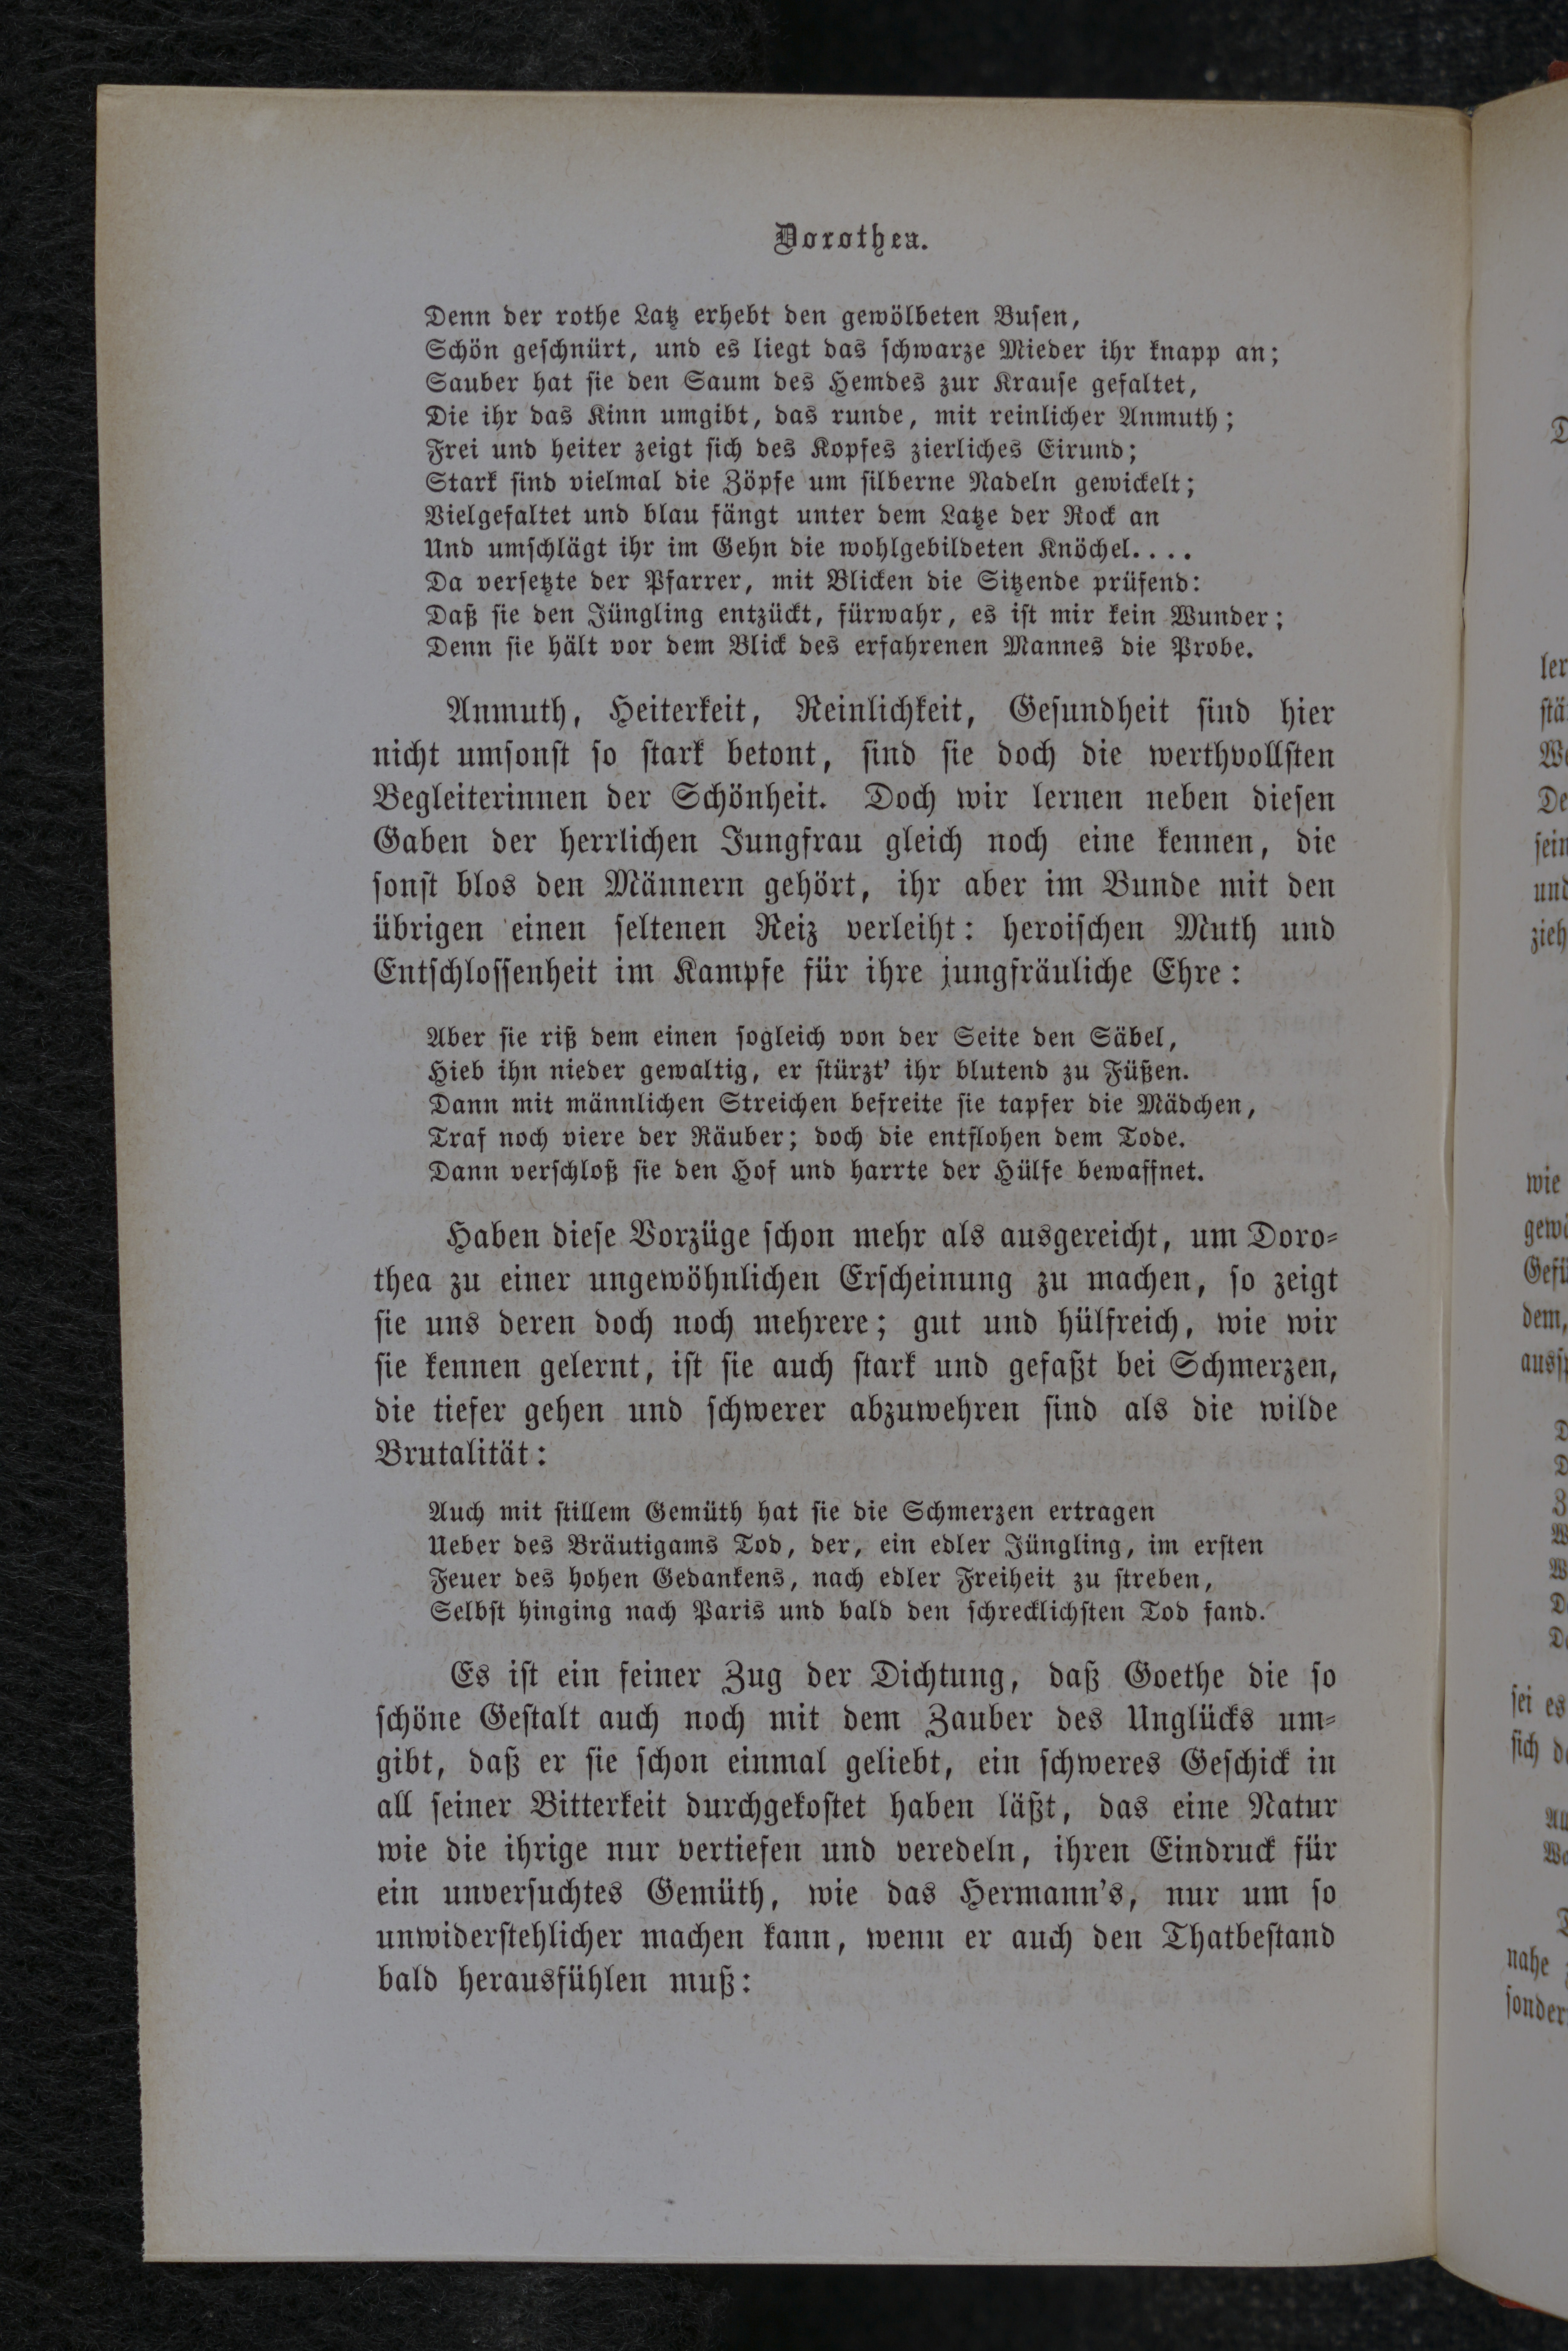 Dorothea.
Denn der rothe Latz erhebt den gewölbeten Busen,
Schön geschnürt, und es liegt das schwarze Mieder ihr knapp an;
Sauber hat sie den Saum des Hemdes zur Krause gefaltet,
Die ihr das Kinn umgibt, das runde, mit reinlicher Anmuth;
Frei und heiter zeigt sich des Kopfes zierliches Eirund;
Stark sind vielmal die Zöpfe um silberne Nadeln gewickelt;
Vielgefaltet und blau fängt unter dem Latze der Rock an
Und umschlägt ihr im Gehn die wohlgebildeten Knöchel....
Da versetzte der Pfarrer, mit Blicken die Sitzende prüfend:
Daß sie den Jüngling entzückt, fürwahr, es ist mir kein Wunder;
Denn sie hält vor dem Blick des erfahrenen Mannes die Probe.
Anmuth, Heiterkeit, Reinlichkeit, Gesundheit sind hier
nicht umsonst so stark betont, sind sie doch die werthvollsten
Begleiterinnen der Schönheit. Doch wir lernen neben diesen
Gaben der herrlichen Jungfrau gleich noch eine kennen, die
sonst blos den Männern gehört, ihr aber im Bunde mit den
übrigen einen seltenen Reiz verleiht: heroischen Muth und
Entschlossenheit im Kampfe für ihre jungfräuliche Ehre:
Aber sie riß dem einen sogleich von der Seite den Säbel,
Hieb ihn nieder gewaltig, er stürzt' ihr blutend zu Füßen.
Dann mit männlichen Streichen befreite sie tapfer die Mädchen,
Traf noch viere der Räuber; doch die entflohen dem Tode.
Dann verschloß sie den Hof und harrte der Hülfe bewaffnet.
Haben diese Vorzüge schon mehr als ausgereicht, um Doro-
thea zu einer ungewöhnlichen Erscheinung zu machen, so zeigt
sie uns deren doch noch mehrere; gut und hülfreich, wie wir
sie kennen gelernt, ist sie auch stark und gefaßt bei Schmerzen,
die tiefer gehen und schwerer abzuwehren sind als die wilde
Brutalität:
Auch mit stillem Gemüth hat sie die Schmerzen ertragen
Ueber des Bräutigams Tod, der, ein edler Jüngling, im ersten
Feuer des hohen Gedankens, nach edler Freiheit zu streben,
Selbst hinging nach Paris und bald den schrecklichsten Tod fand.
Es ist ein feiner Zug der Dichtung, daß Goethe die so
schöne Gestalt auch noch mit dem Zauber des Unglücks um-
gibt, daß er sie schon einmal geliebt, ein schweres Geschick in
all seiner Bitterkeit durchgekostet haben läßt, das eine Natur
wie die ihrige nur vertiefen und veredeln, ihren Eindruck für
ein unversuchtes Gemüth, wie das Hermann's, nur um so
unwiderstehlicher machen kann, wenn er auch den Thatbestand
bald herausfühlen muß: